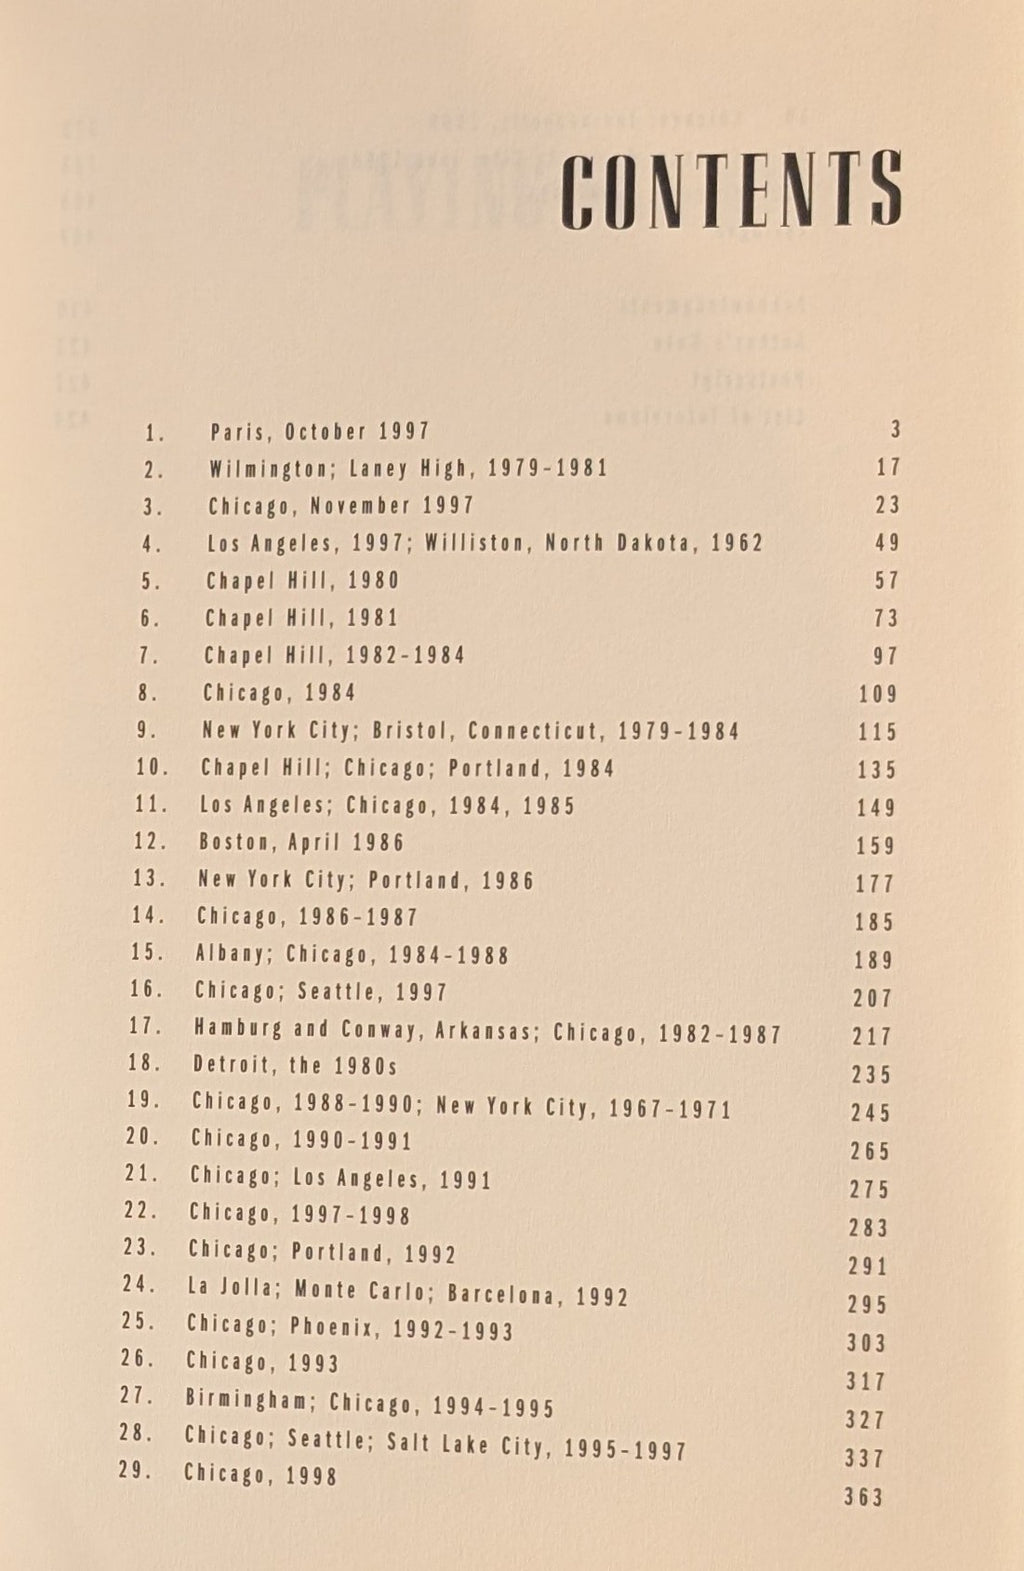 CONTENTS
1. Paris, October 1997 3
2. Wilmington; Laney High, 1979-1981 17
3. Chicago, November 1997 23
4. Los Angeles, 1997; Williston, North Dakota, 1962 49
5. Chapel Hill, 1980 57
6. Chapel Hill, 1981 73
7. Chapel Hill, 1982-1984 97
8. Chicago, 1984 109
9. New York City; Bristol, Connecticut, 1979-1984 115
10. Chapel Hill; Chicago; Portland, 1984 135
11. Los Angeles; Chicago, 1984, 1985 149
12. Boston, April 1986 159
13. New York City; Portland, 1986 177
14. Chicago, 1986-1987 185
15. Albany; Chicago, 1984-1988 189
16. Chicago; Seattle, 1997 207
17. Hamburg and Conway, Arkansas; Chicago, 1982-1987 217
18. Detroit, the 1980s 235
19. Chicago, 1988-1990; New York City, 1967-1971 245
20. Chicago, 1990-1991 265
21. Chicago; Los Angeles, 1991 275
22. Chicago, 1997-1998 283
23. Chicago; Portland, 1992 291
24. La Jolla; Monte Carlo; Barcelona, 1992 295
25. Chicago; Phoenix, 1992-1993 303
26. Chicago, 1993 317
27. Birmingham; Chicago, 1994-1995 327
28. Chicago; Seattle; Salt Lake City, 1995-1997 337
29. Chicago, 1998 363